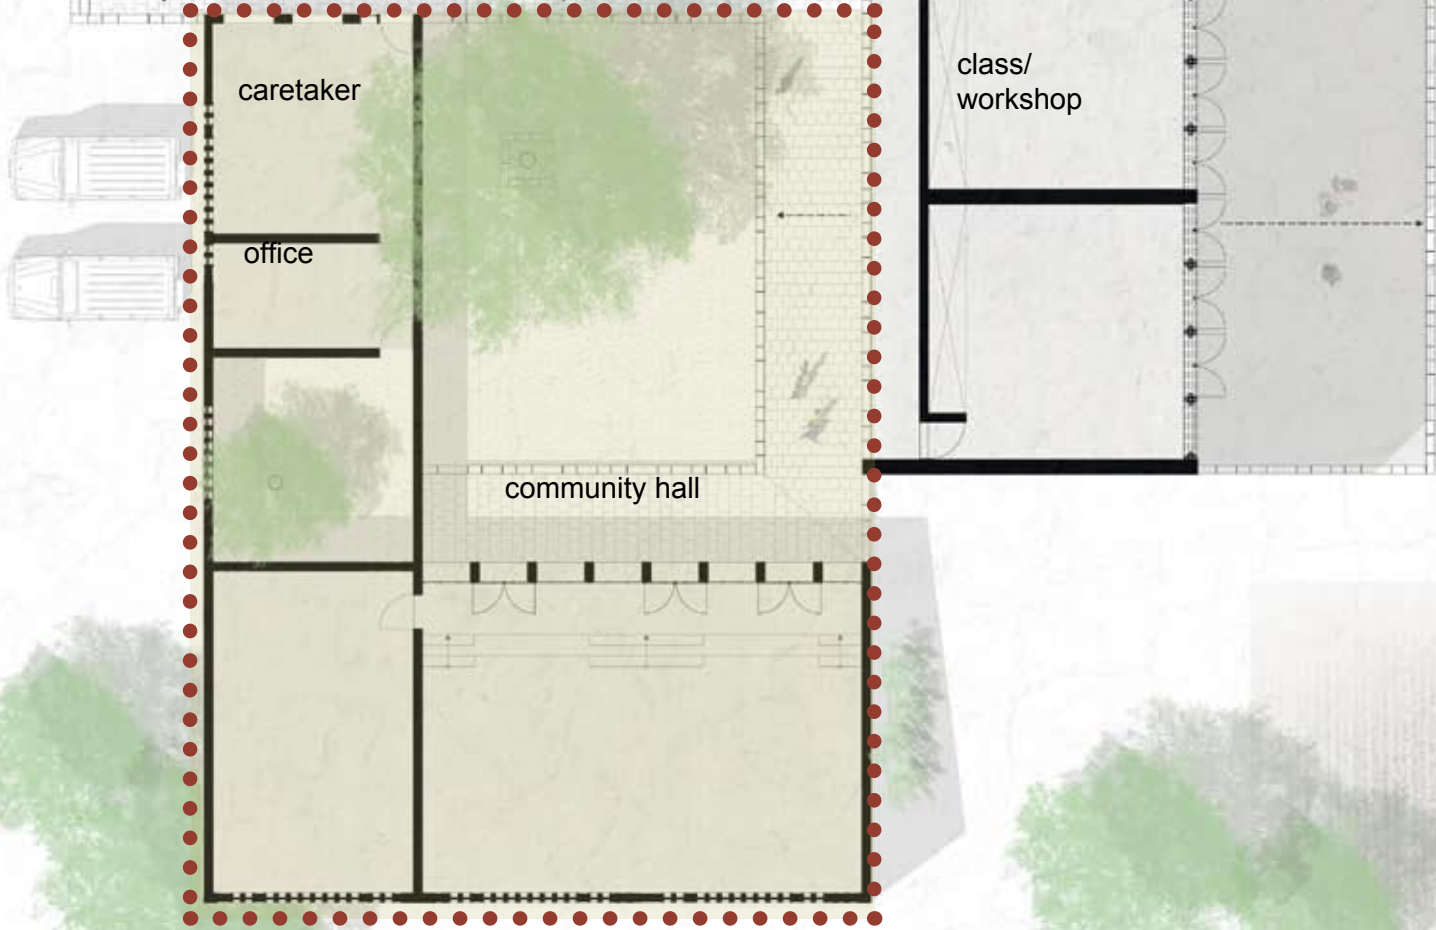 caretaker
class/
workshop
office
community hall